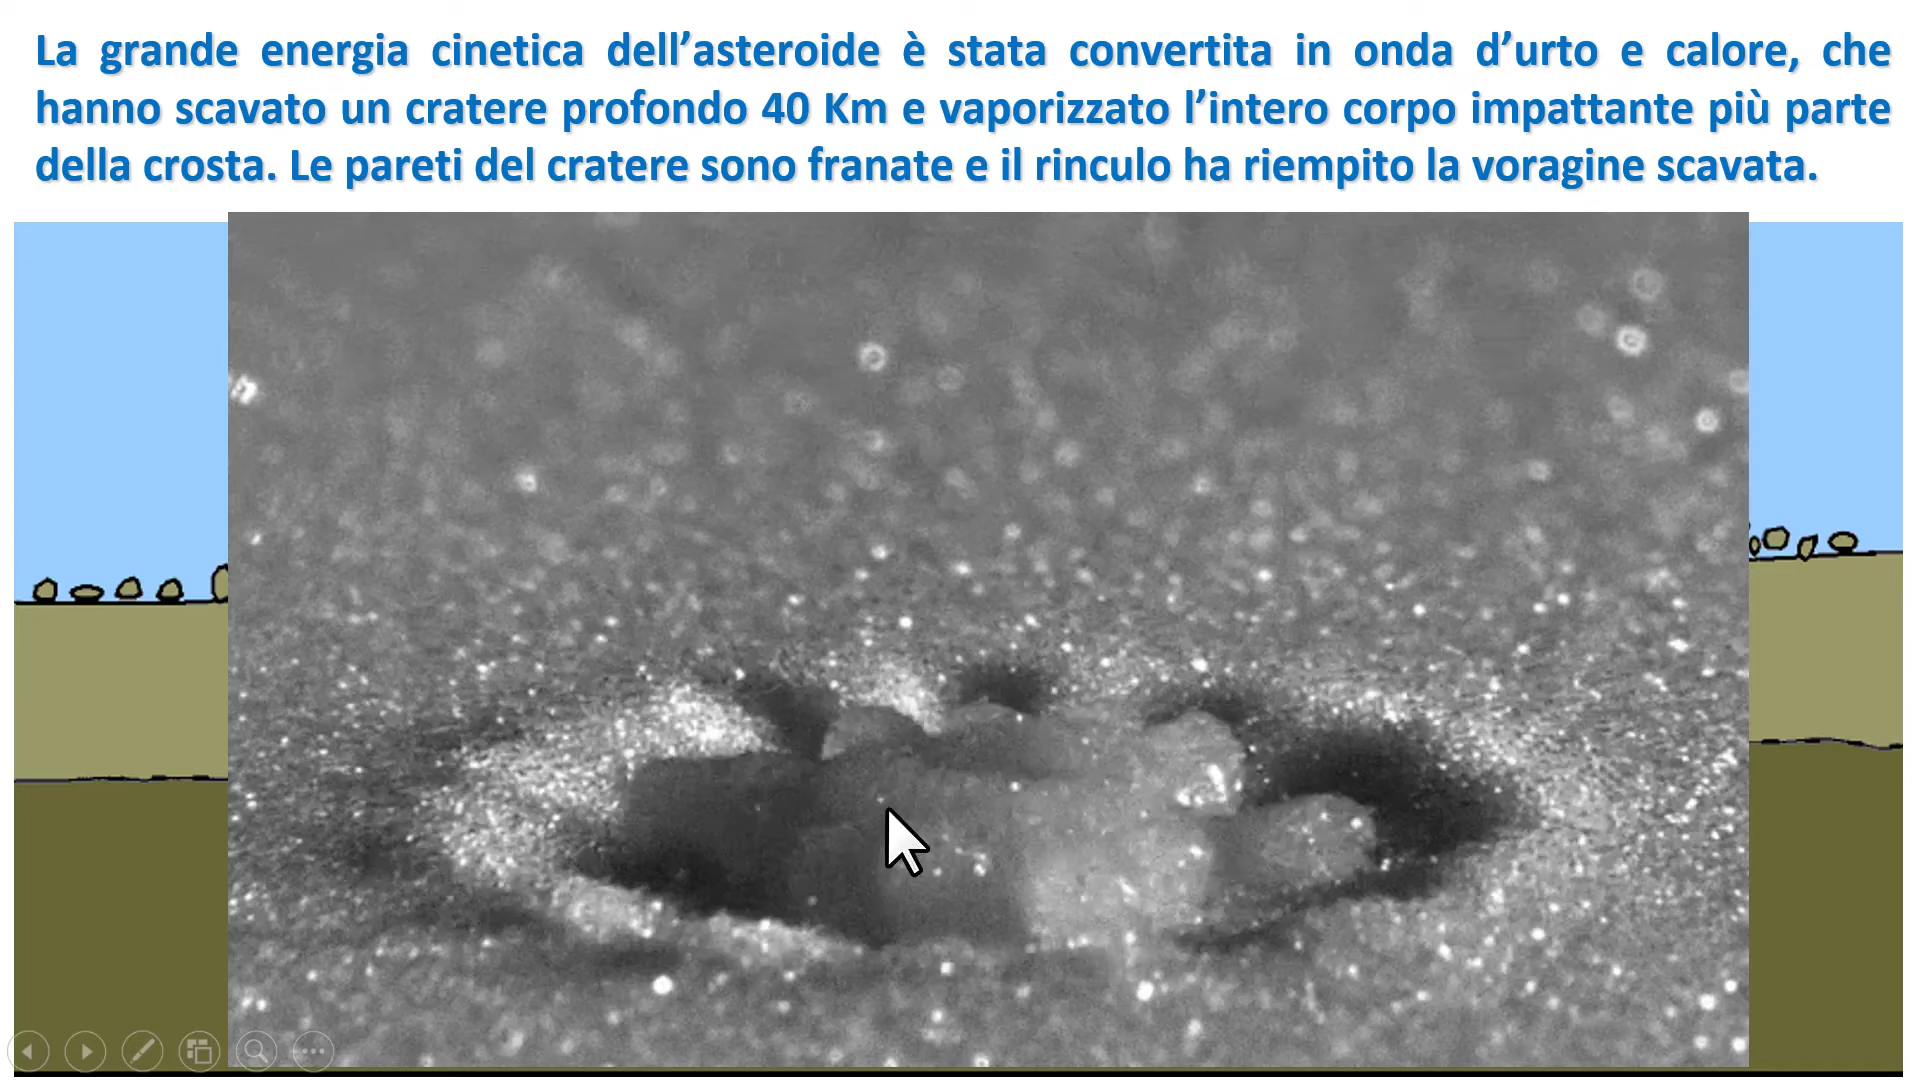 La grande energia cinetica dell’asteroide è stata convertita in onda d’urto e calore, che
hanno scavato un cratere profondo 40 Km e vaporizzato l’intero corpo impattante più parte
della crosta. Le pareti del cratere sono franate e il rinculo ha riempito la voragine scavata.